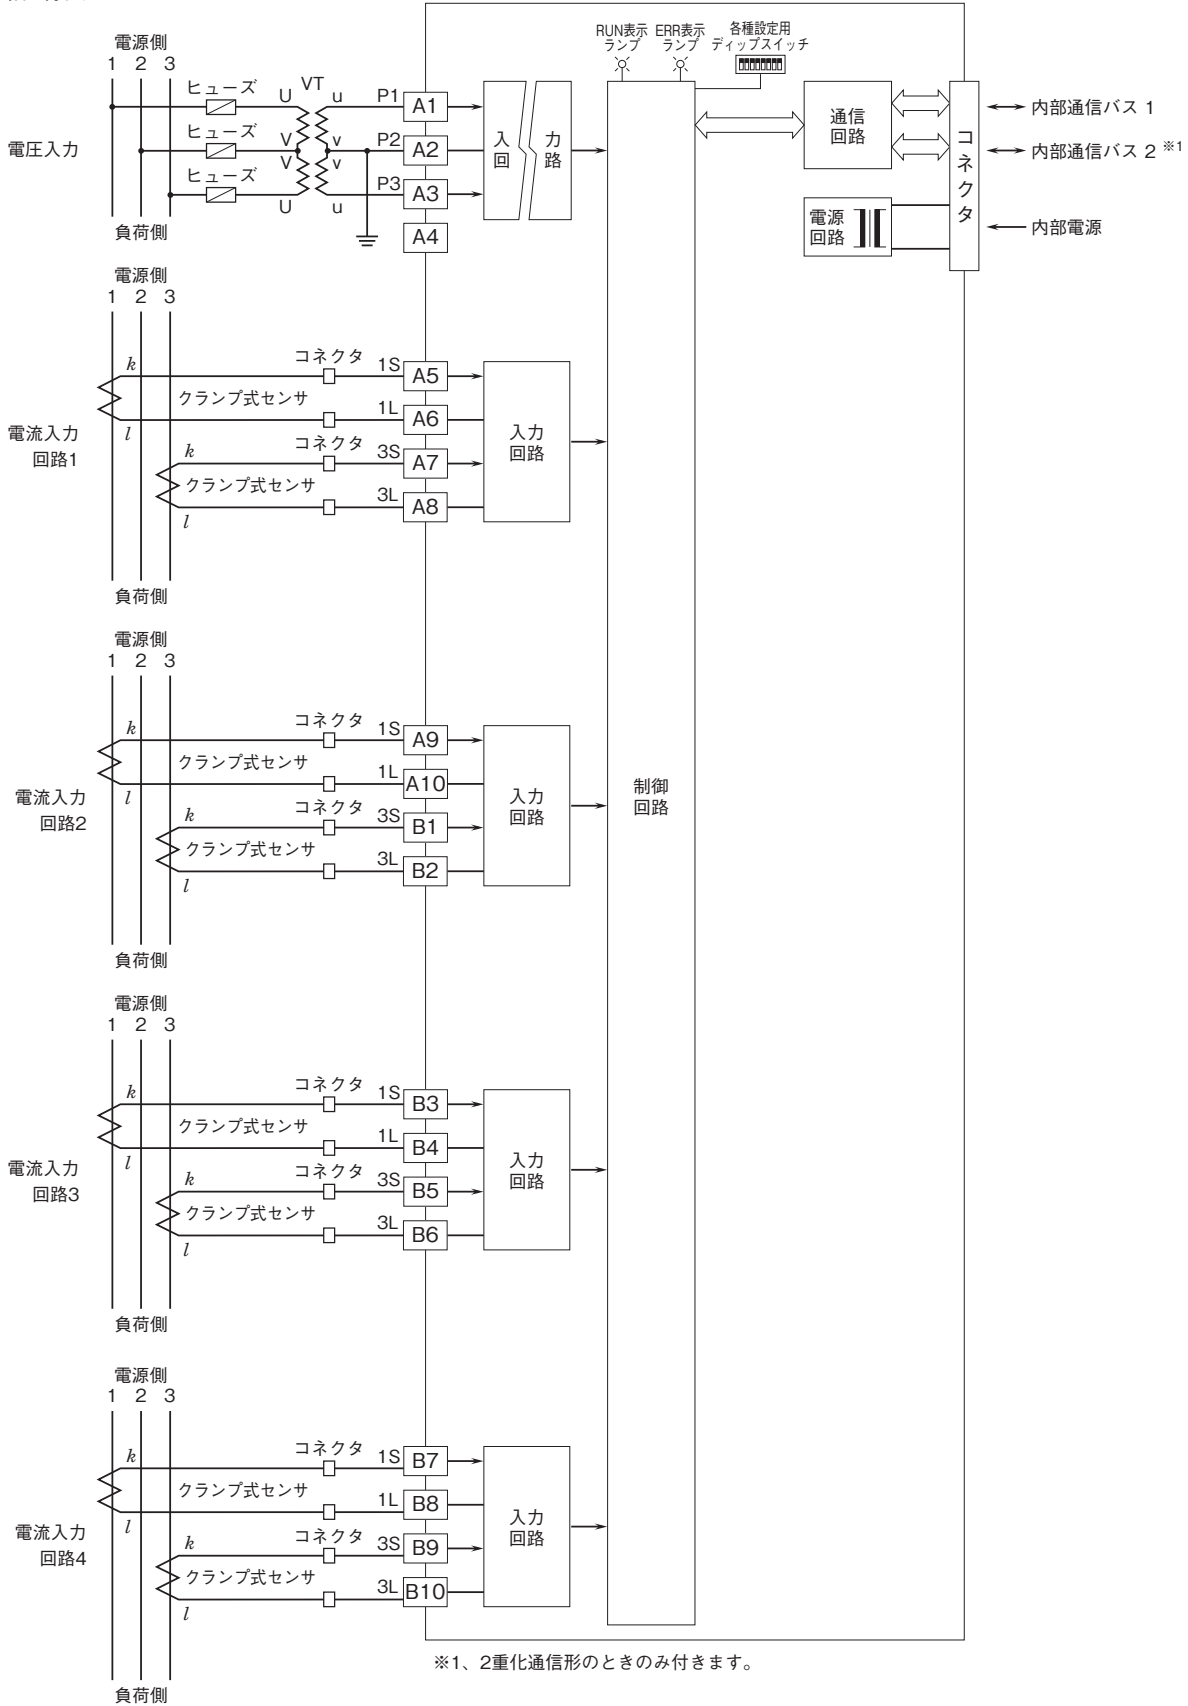 電源側
1 2 3
ヒューズ
U
VT
u
P1
A1
ヒューズ
V
v
P2
A2
電圧入力
ヒューズ
V
v
P3
A3
U
u
A4
負荷側
入力
回路
RUN表示
ランプ
ERR表示
ランプ
各種設定用
ディップスイッチ
通信
回路
電源
回路
コネクタ
内部通信バス 1
内部通信バス 2 ※1
内部電源
制御
回路
電源側
1 2 3
k
コネクタ
1S
A5
クランプ式センサ
1L
A6
l
電流入力
回路1
k
コネクタ
3S
A7
クランプ式センサ
3L
A8
l
入力
回路
負荷側
電源側
1 2 3
k
コネクタ
1S
A9
クランプ式センサ
1L
A10
l
電流入力
回路2
k
コネクタ
3S
B1
クランプ式センサ
3L
B2
l
入力
回路
負荷側
電源側
1 2 3
k
コネクタ
1S
B3
クランプ式センサ
1L
B4
l
電流入力
回路3
k
コネクタ
3S
B5
クランプ式センサ
3L
B6
l
入力
回路
負荷側
電源側
1 2 3
k
コネクタ
1S
B7
クランプ式センサ
1L
B8
l
電流入力
回路4
k
コネクタ
3S
B9
クランプ式センサ
3L
B10
l
入力
回路
負荷側
※1、2重化通信形のときのみ付きます。